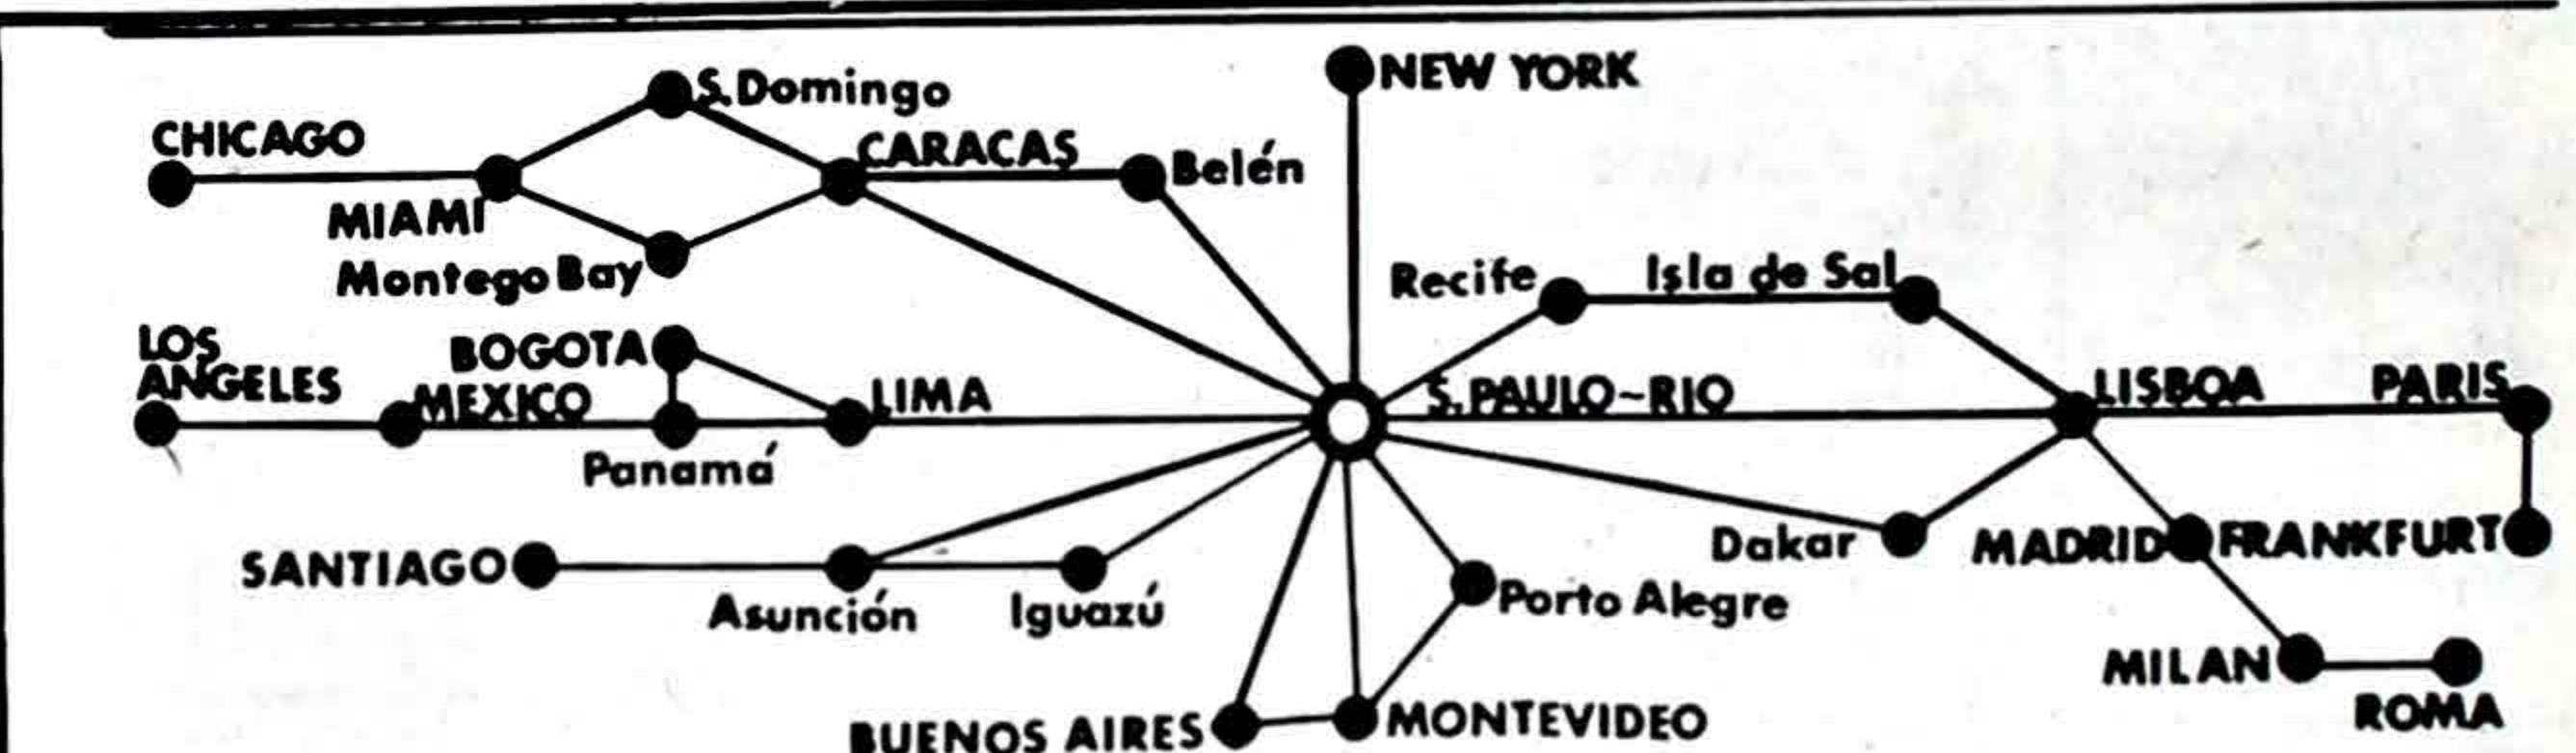 NEW YORK
S. Domingo
CHICAGO
CARACAS
Belén
MIAMI
Montego Bay
Recife
Isla de Sal
LOS
ANGELES
BOGOTA
MEXICO
LIMA
S. PAULO-RIO
LISBOA
PARIS
Panamá
SANTIAGO
Dakar
MADRID
FRANKFURT
Asunción
Iguazú
Porto Alegre
MILAN
ROMA
BUENOS AIRES
MONTEVIDEO